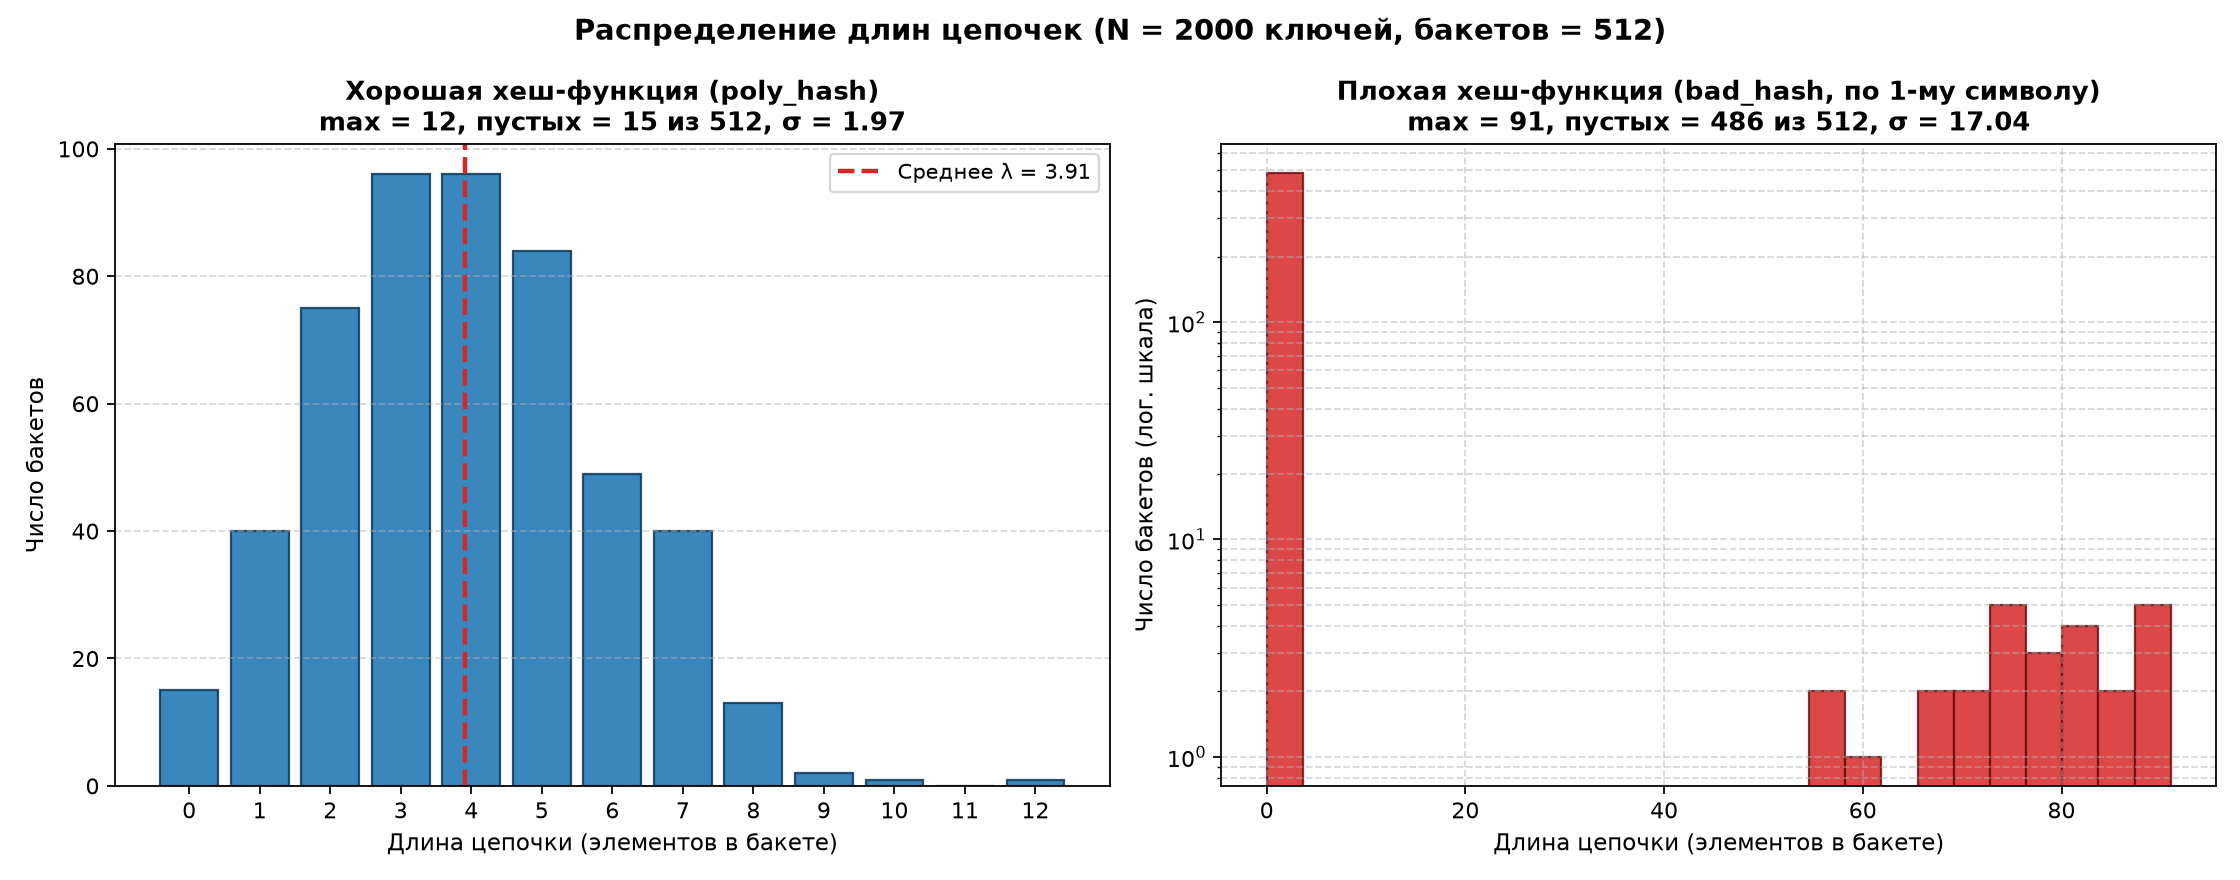 Распределение длин цепочек (N = 2000 ключей, бакетов = 512)
Хорошая хеш-функция (poly_hash)
max = 12, пустых = 15 из 512, σ = 1.97
Среднее λ = 3.91
Число бакетов
100
80
60
40
20
0
0 1 2 3 4 5 6 7 8 9 10 11 12
Длина цепочки (элементов в бакете)
Плохая хеш-функция (bad_hash, по 1-му символу)
max = 91, пустых = 486 из 512, σ = 17.04
Число бакетов (лог. шкала)
10²
10¹
10⁰
0 20 40 60 80
Длина цепочки (элементов в бакете)